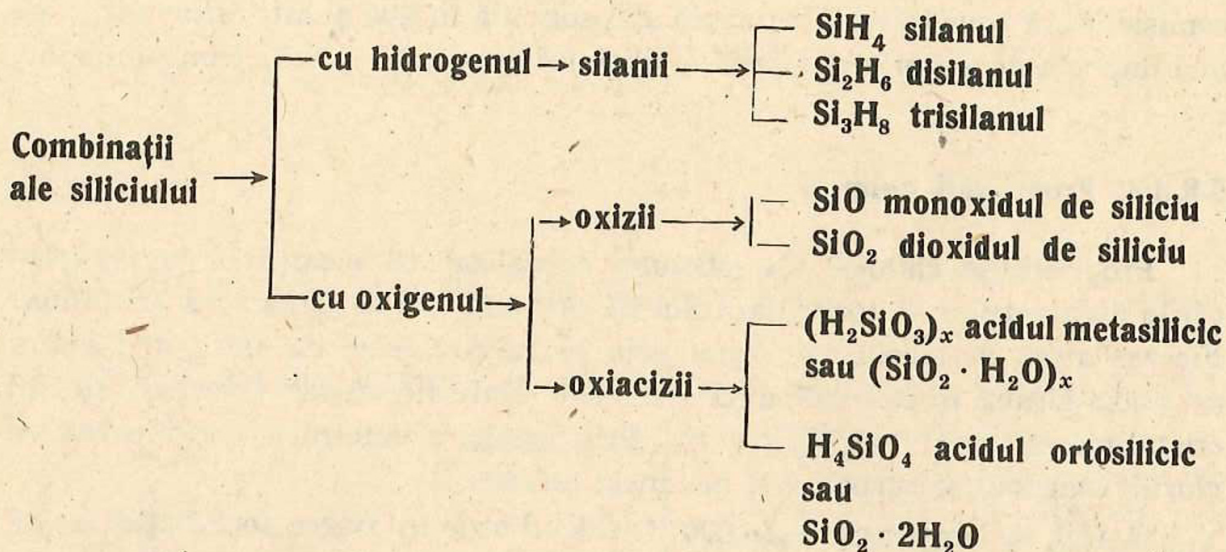 Combinații
ale siliciului →
cu hidrogenul → silanii →
SiH₄ silanul
Si₂H₆ disilanul
Si₃H₈ trisilanul
cu oxigenul →
→ oxizii →
SiO monoxidul de siliciu
SiO₂ dioxidul de siliciu
→ oxiacizii →
(H₂SiO₃)ₓ acidul metasilicic
sau (SiO₂ · H₂O)ₓ
H₄SiO₄ acidul ortosilicic
sau
SiO₂ · 2H₂O